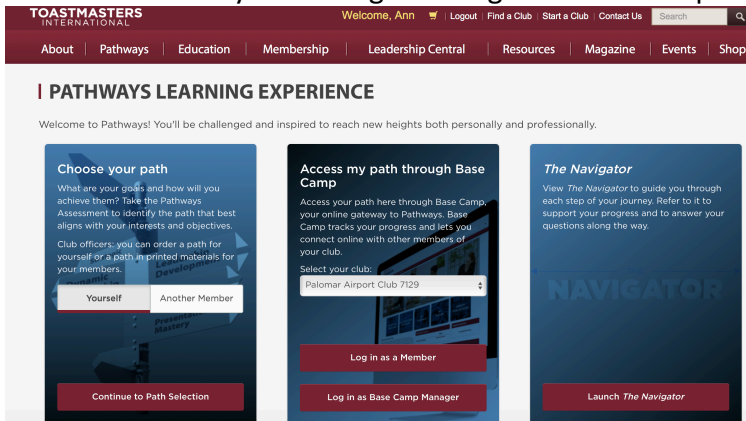 TOASTMASTERS
INTERNATIONAL
Welcome, Ann | Logout | Find a Club | Start a Club | Contact Us
Search
About | Pathways | Education | Membership | Leadership Central | Resources | Magazine | Events | Shop
PATHWAYS LEARNING EXPERIENCE
Welcome to Pathways! You'll be challenged and inspired to reach new heights both personally and professionally.
Choose your path
What are your goals and how will you
achieve them? Take the Pathways
Assessment to identify the path that best
aligns with your interests and objectives.
Club officers: you can order a path for
yourself or a path in printed materials for
your members.
Yourself
Another Member
Continue to Path Selection
Access my path through Base
Camp
Access your path here through Base Camp,
your online gateway to Pathways. Base
Camp tracks your progress and lets you
connect online with other members of
your club.
Select your club:
Palomar Airport Club 7129
Log in as a Member
Log in as Base Camp Manager
The Navigator
View The Navigator to guide you through
each step of your journey. Refer to it to
support your progress and to answer your
questions along the way.
NAVIGATOR
Launch The Navigator